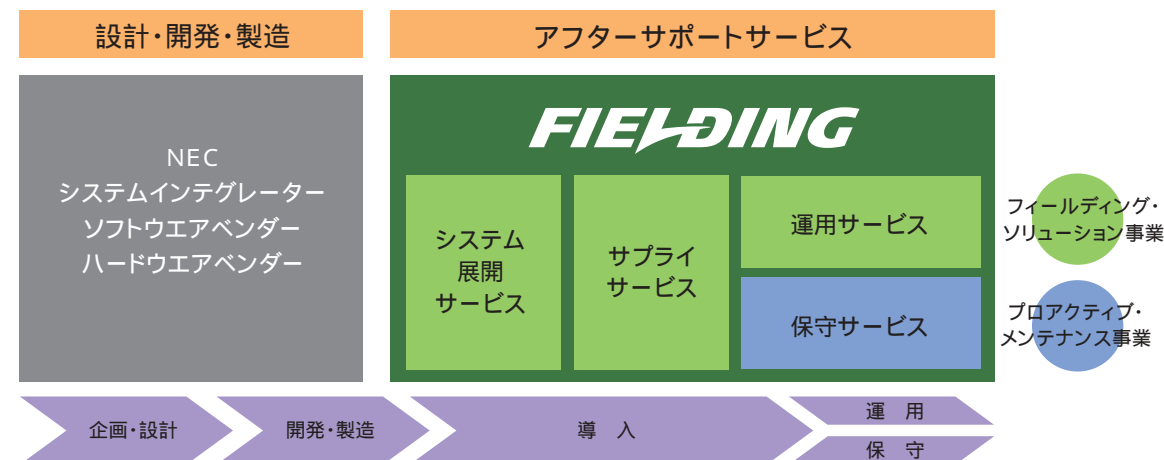 設計・開発・製造
アフターサポートサービス
NEC
システムインテグレーター
ソフトウエアベンダー
ハードウエアベンダー
FIELDING
システム
展開
サービス
サプライ
サービス
運用サービス
保守サービス
フィールディング・
ソリューション事業
プロアクティブ・
メンテナンス事業
企画・設計
開発・製造
導　入
運　用
保　守